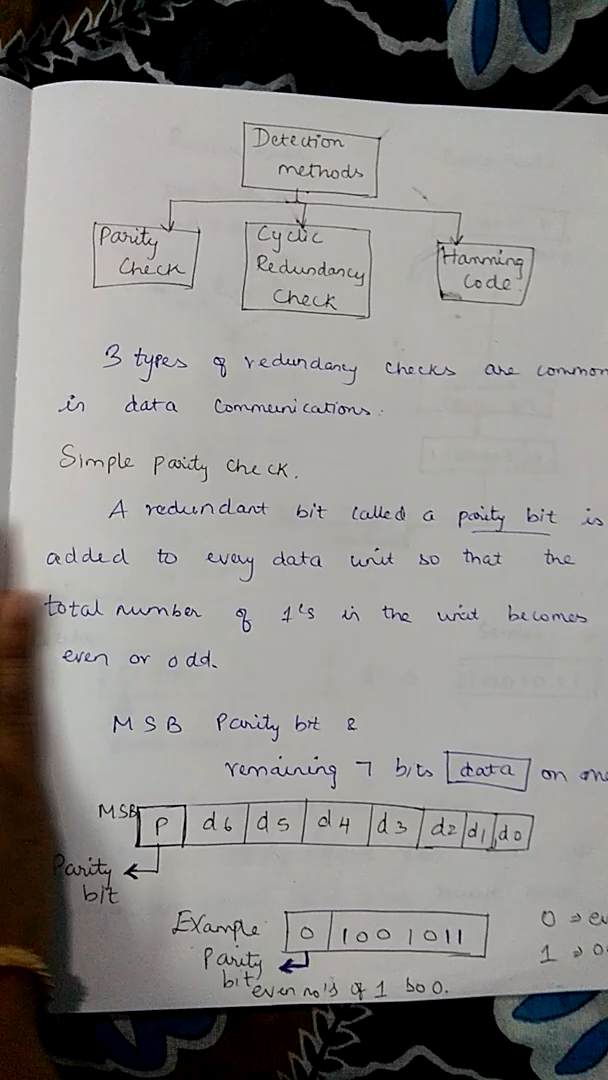 Detection
methods
Parity
Check
Cyclic
Redundancy
Check
Hamming
Code.
3 types of redundancy checks are common
in data communications.
Simple parity check.
A redundant bit called a parity bit is
added to every data unit so that the
total number of 1's in the unit becomes
even or odd.
MSB Parity bit &
remaining 7 bits data on
MSB P d6 d5 d4 d3 d2 d1 d0
Parity
bit
Example 0 1001011
0 ⇒
1 ⇒
Parity
bit
even no's of 1 so 0.